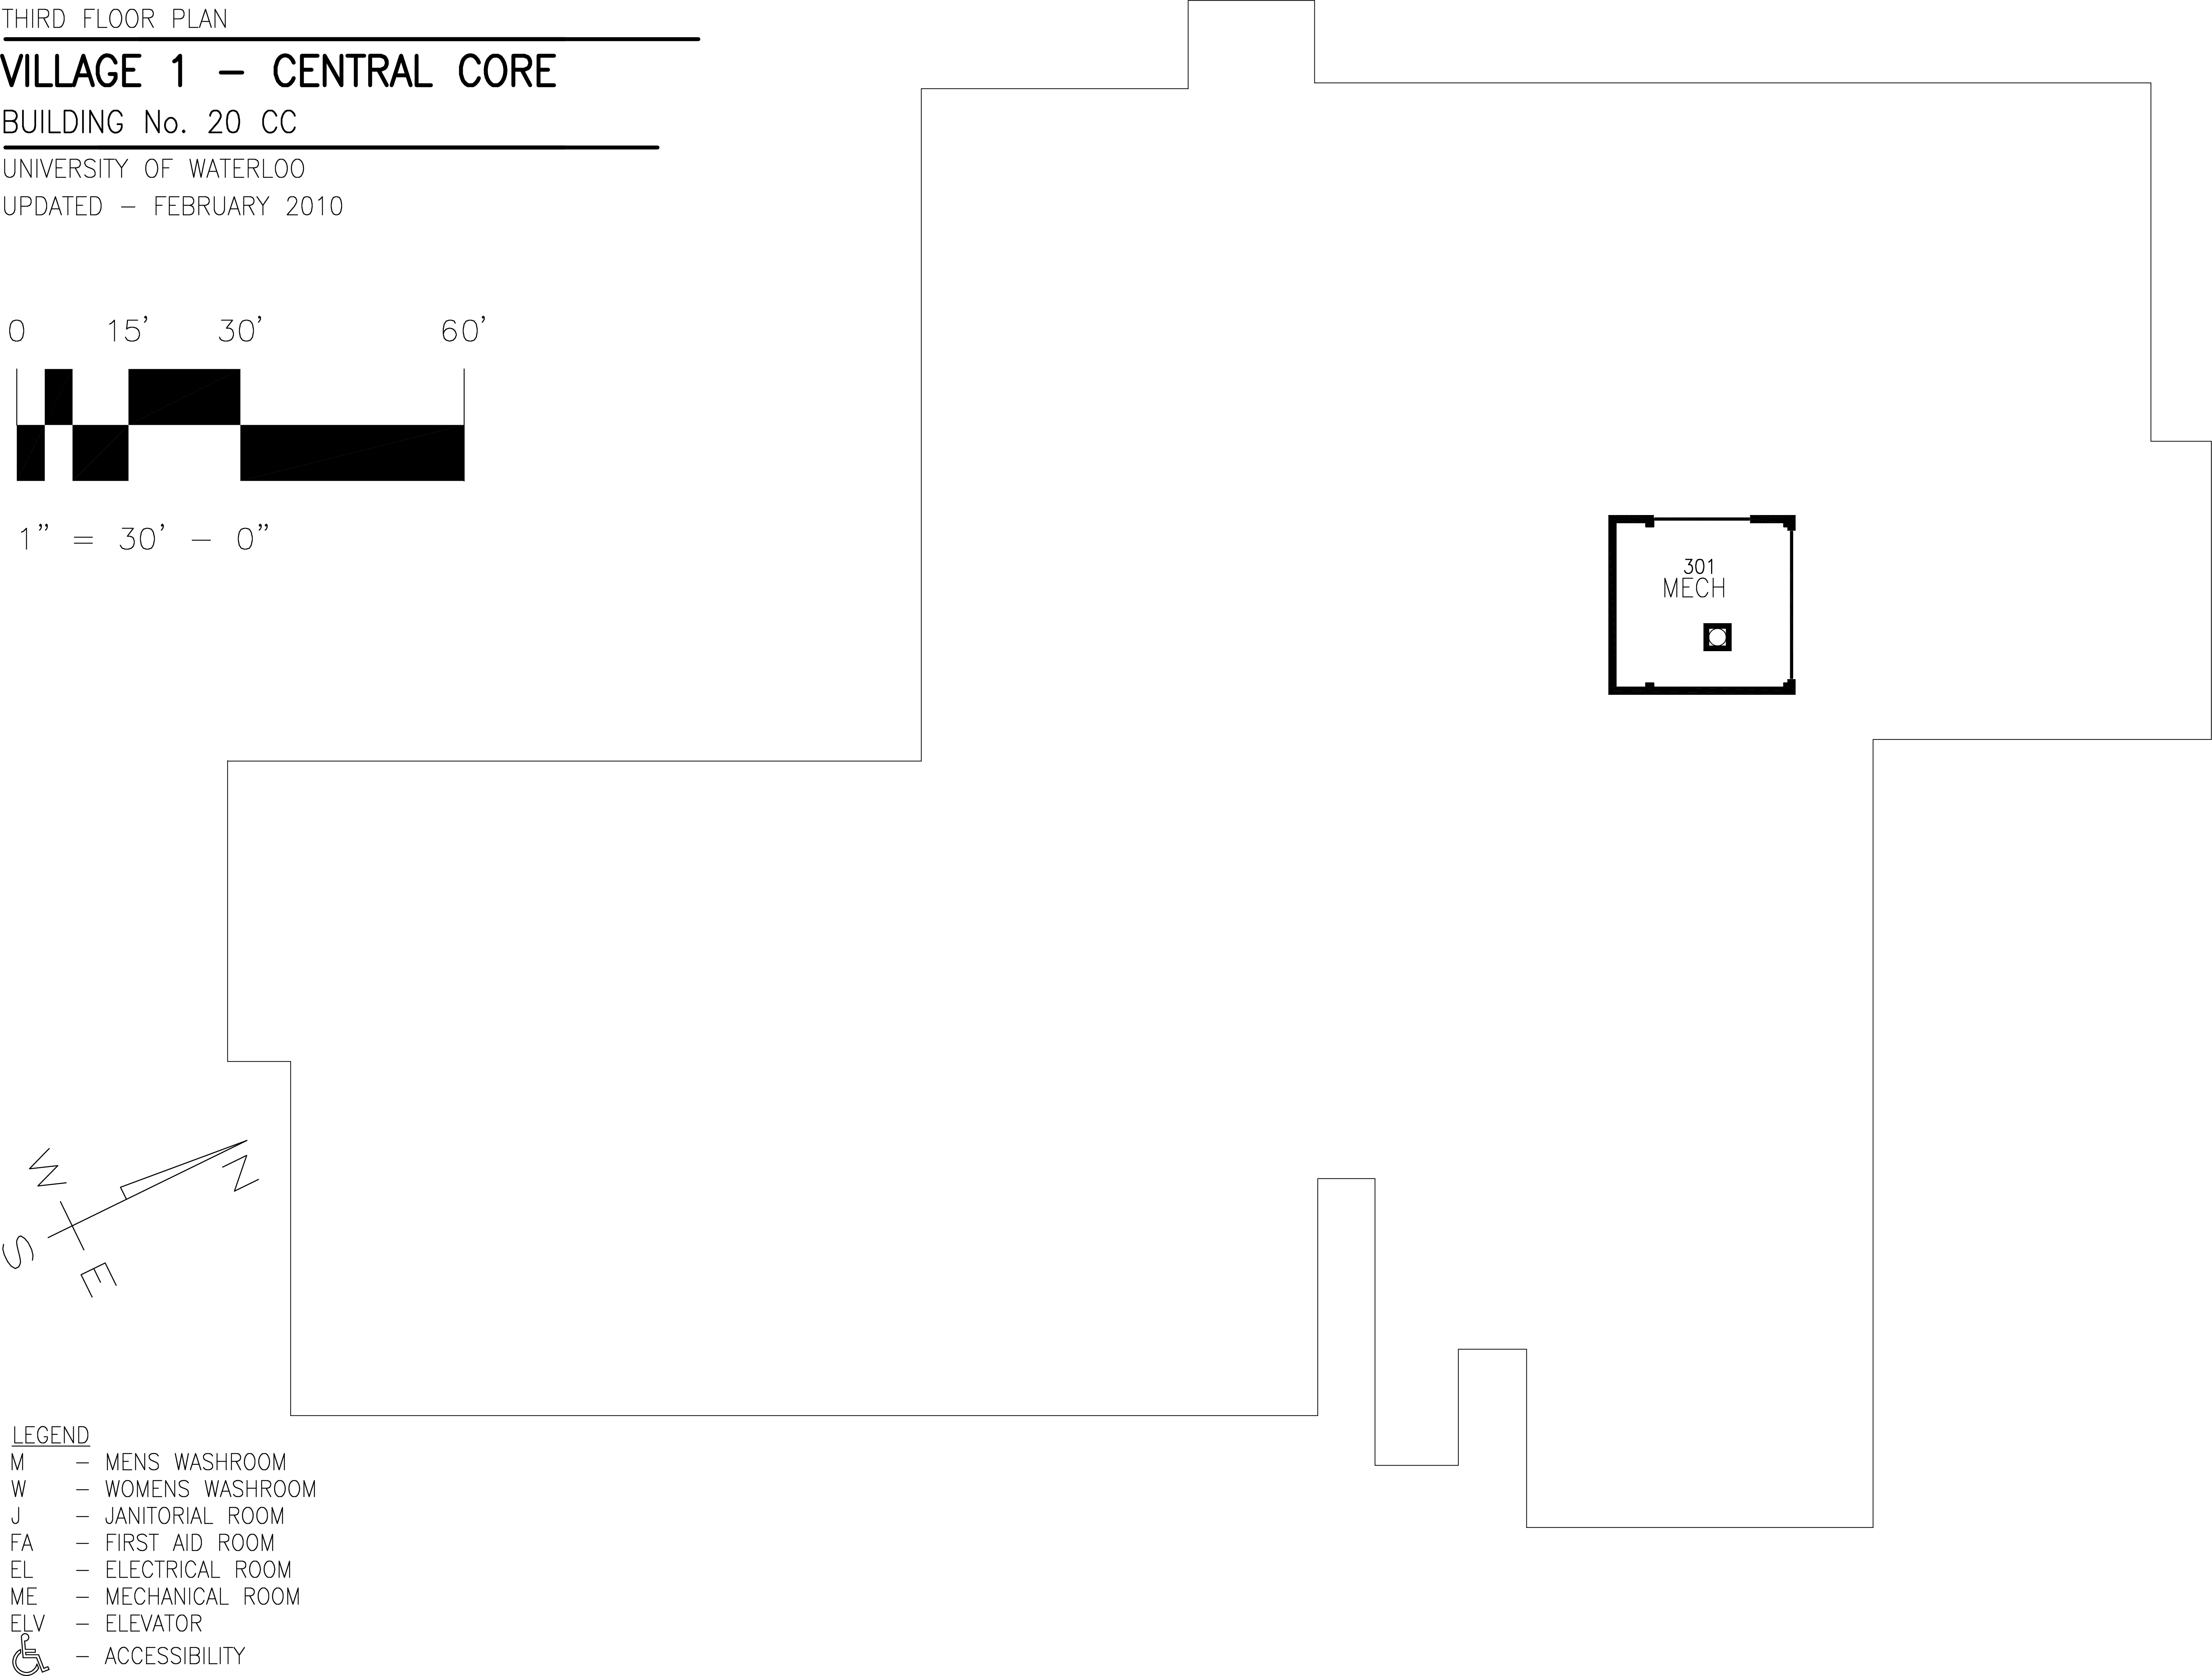 THIRD FLOOR PLAN
VILLAGE 1 – CENTRAL CORE
BUILDING No. 20 CC
UNIVERSITY OF WATERLOO
UPDATED – FEBRUARY 2010
0 15' 30' 60'
1" = 30' – 0"
301
MECH
N
W
S
E
LEGEND
M – MENS WASHROOM
W – WOMENS WASHROOM
J – JANITORIAL ROOM
FA – FIRST AID ROOM
EL – ELECTRICAL ROOM
ME – MECHANICAL ROOM
ELV – ELEVATOR
– ACCESSIBILITY